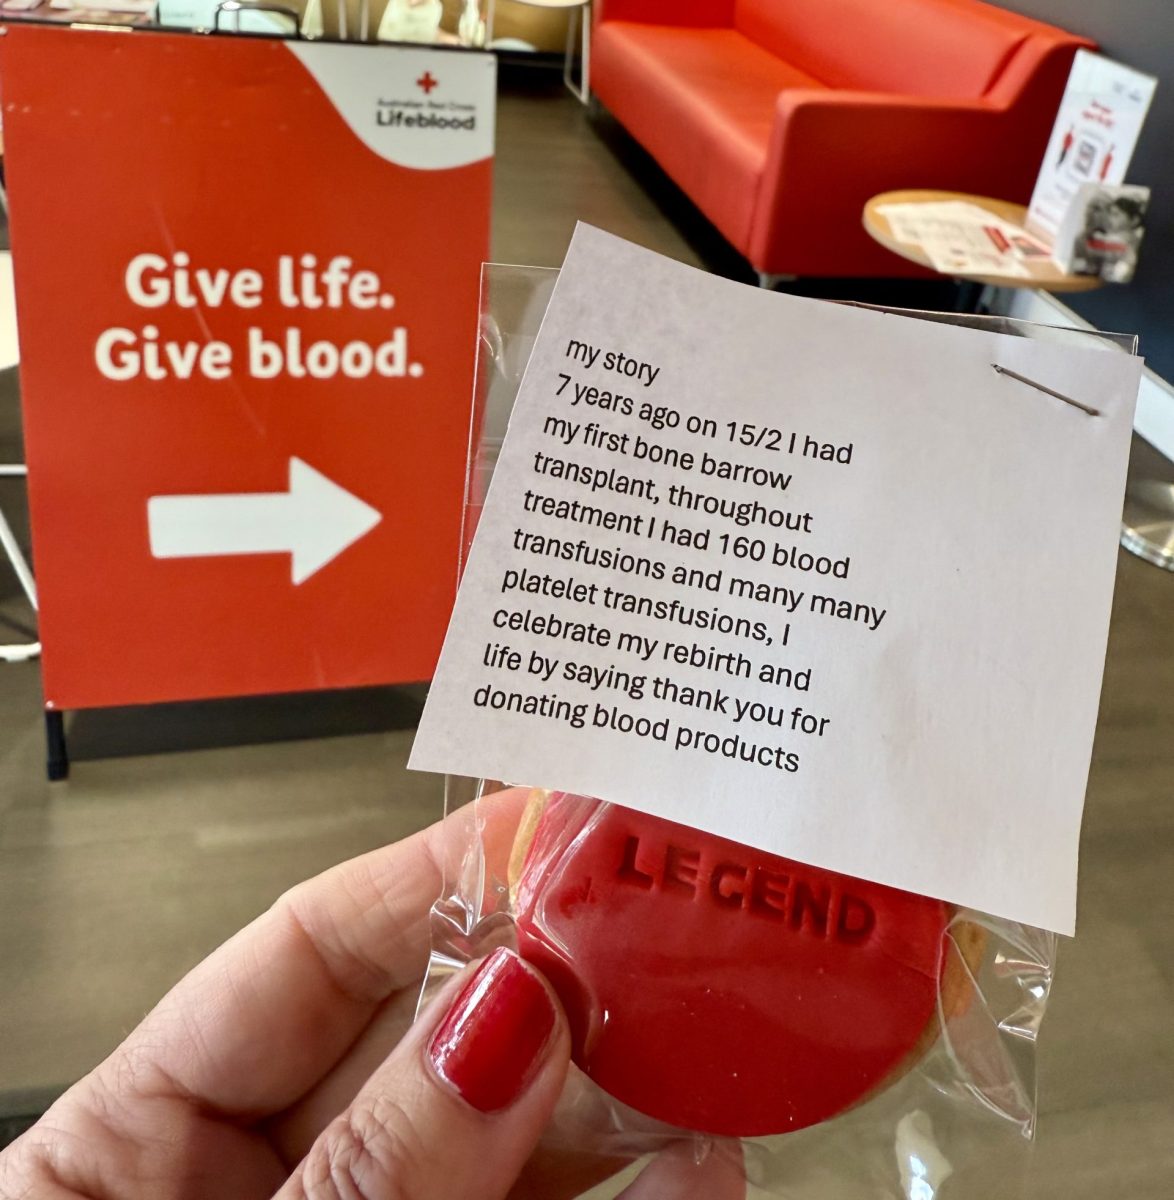 Australian Red Cross
Lifeblood
Give life.
Give blood.
my story
7 years ago on 15/2 I had
my first bone barrow
transplant, throughout
treatment I had 160 blood
transfusions and many many
platelet transfusions, I
celebrate my rebirth and
life by saying thank you for
donating blood products
LEGEND